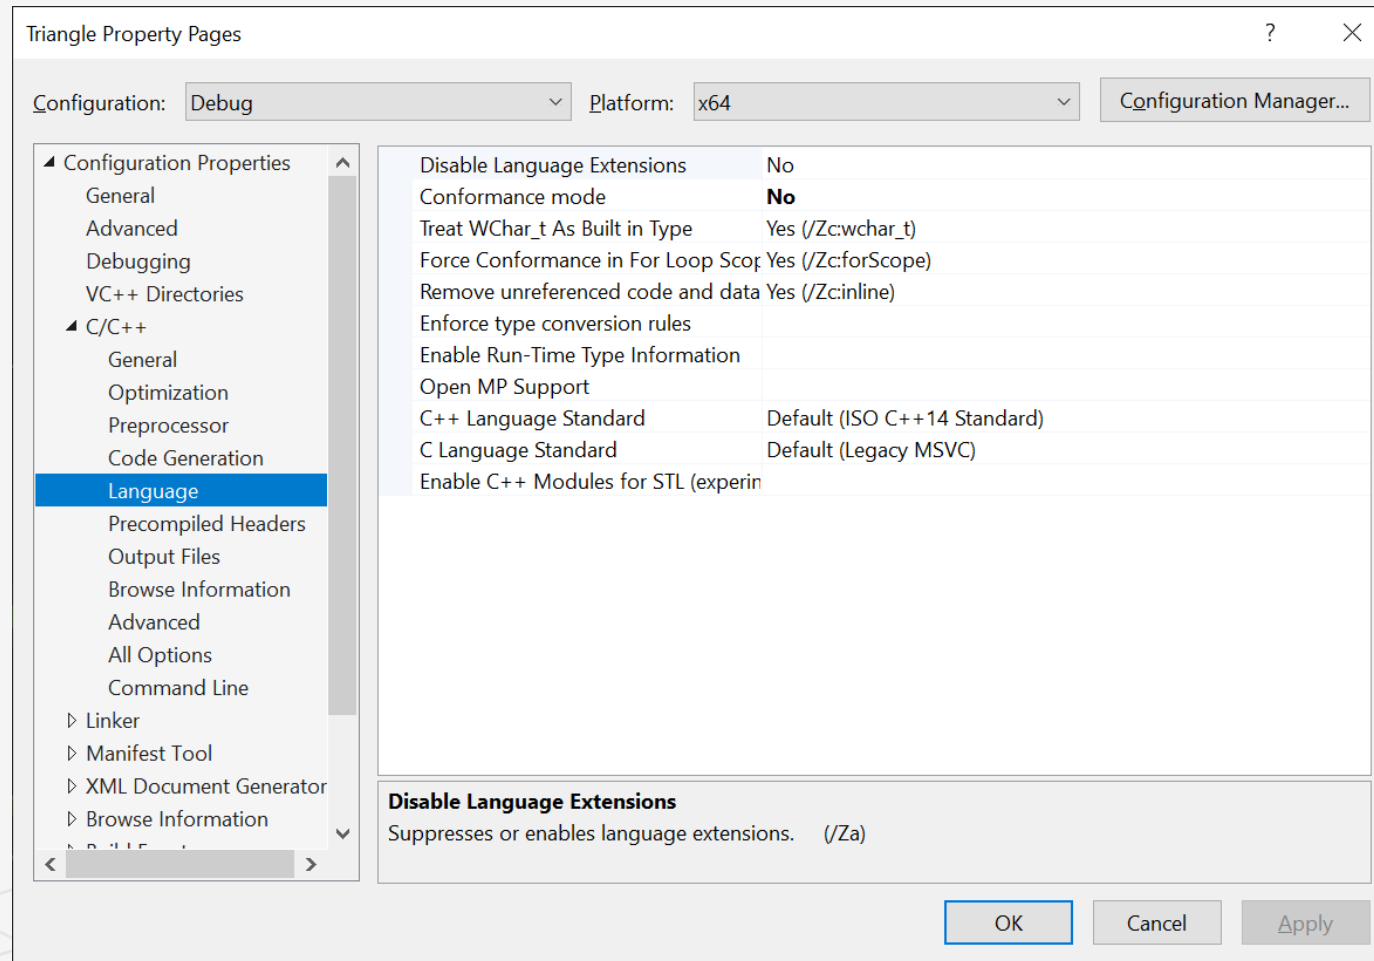 Triangle Property Pages
Configuration: Debug Platform: x64 Configuration Manager...
Configuration Properties
General
Advanced
Debugging
VC++ Directories
C/C++
General
Optimization
Preprocessor
Code Generation
Language
Precompiled Headers
Output Files
Browse Information
Advanced
All Options
Command Line
Linker
Manifest Tool
XML Document Generator
Browse Information
Disable Language Extensions No
Conformance mode No
Treat WChar_t As Built in Type Yes (/Zc:wchar_t)
Force Conformance in For Loop Scop Yes (/Zc:forScope)
Remove unreferenced code and data Yes (/Zc:inline)
Enforce type conversion rules
Enable Run-Time Type Information
Open MP Support
C++ Language Standard Default (ISO C++14 Standard)
C Language Standard Default (Legacy MSVC)
Enable C++ Modules for STL (experin
Disable Language Extensions
Suppresses or enables language extensions. (/Za)
OK Cancel Apply